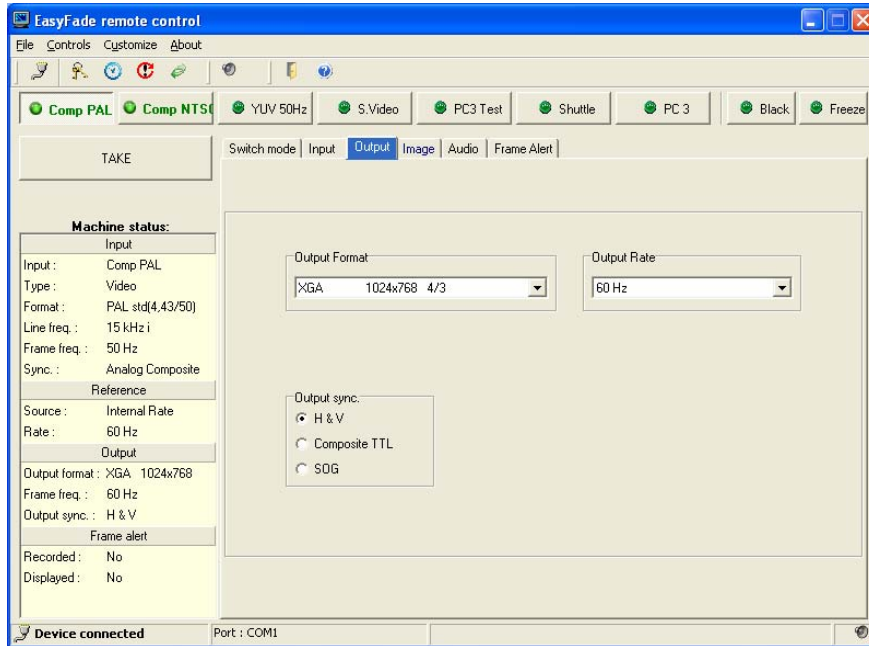 EasyFade remote control
File Controls Customize About
Comp PAL Comp NTS( YUV 50Hz S.Video PC3 Test Shuttle PC 3 Black Freeze
TAKE
Switch mode Input Output Image Audio Frame Alert
Machine status:
Input
Input : Comp PAL
Type : Video
Format : PAL std(4,43/50)
Line freq. : 15 kHz i
Frame freq. : 50 Hz
Sync. : Analog Composite
Reference
Source : Internal Rate
Rate : 60 Hz
Output
Output format : XGA 1024x768
Frame freq. : 60 Hz
Output sync. : H & V
Frame alert
Recorded : No
Displayed : No
Output Format
XGA 1024x768 4/3
Output Rate
60 Hz
Output sync.
H & V
Composite TTL
SOG
Device connected Port : COM1